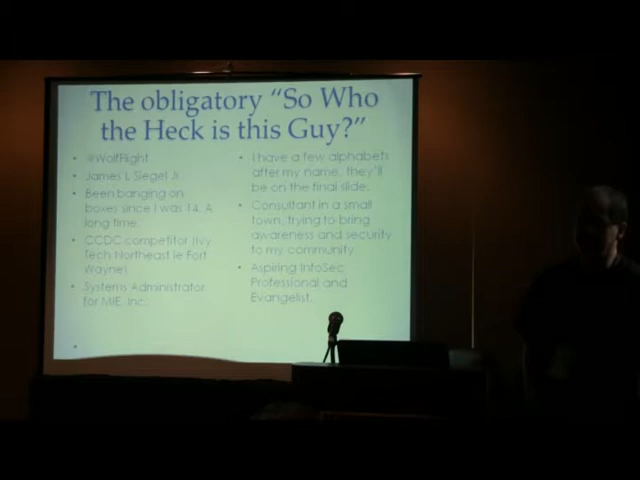 The obligatory "So Who
the Heck is this Guy?"
• @WolfFlight
• James L Siegel Jr.
• Been banging on
boxes since I was 14. A
long time.
• CCDC competitor (Ivy
Tech Northeast ie Fort
Wayne)
• Systems Administrator
for MIE, Inc.
• I have a few alphabets
after my name, they'll
be on the final slide.
• Consultant in a small
town, trying to bring
awareness and security
to my community
• Aspiring InfoSec
Professional and
Evangelist.